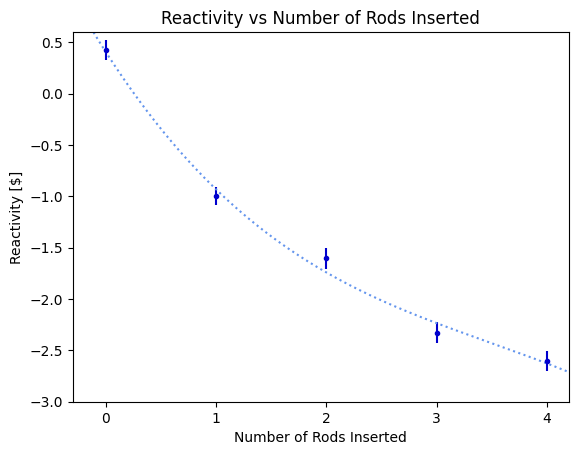 Reactivity vs Number of Rods Inserted
0.5
0.0
−0.5
−1.0
−1.5
−2.0
−2.5
−3.0
Reactivity [$]
0 1 2 3 4
Number of Rods Inserted